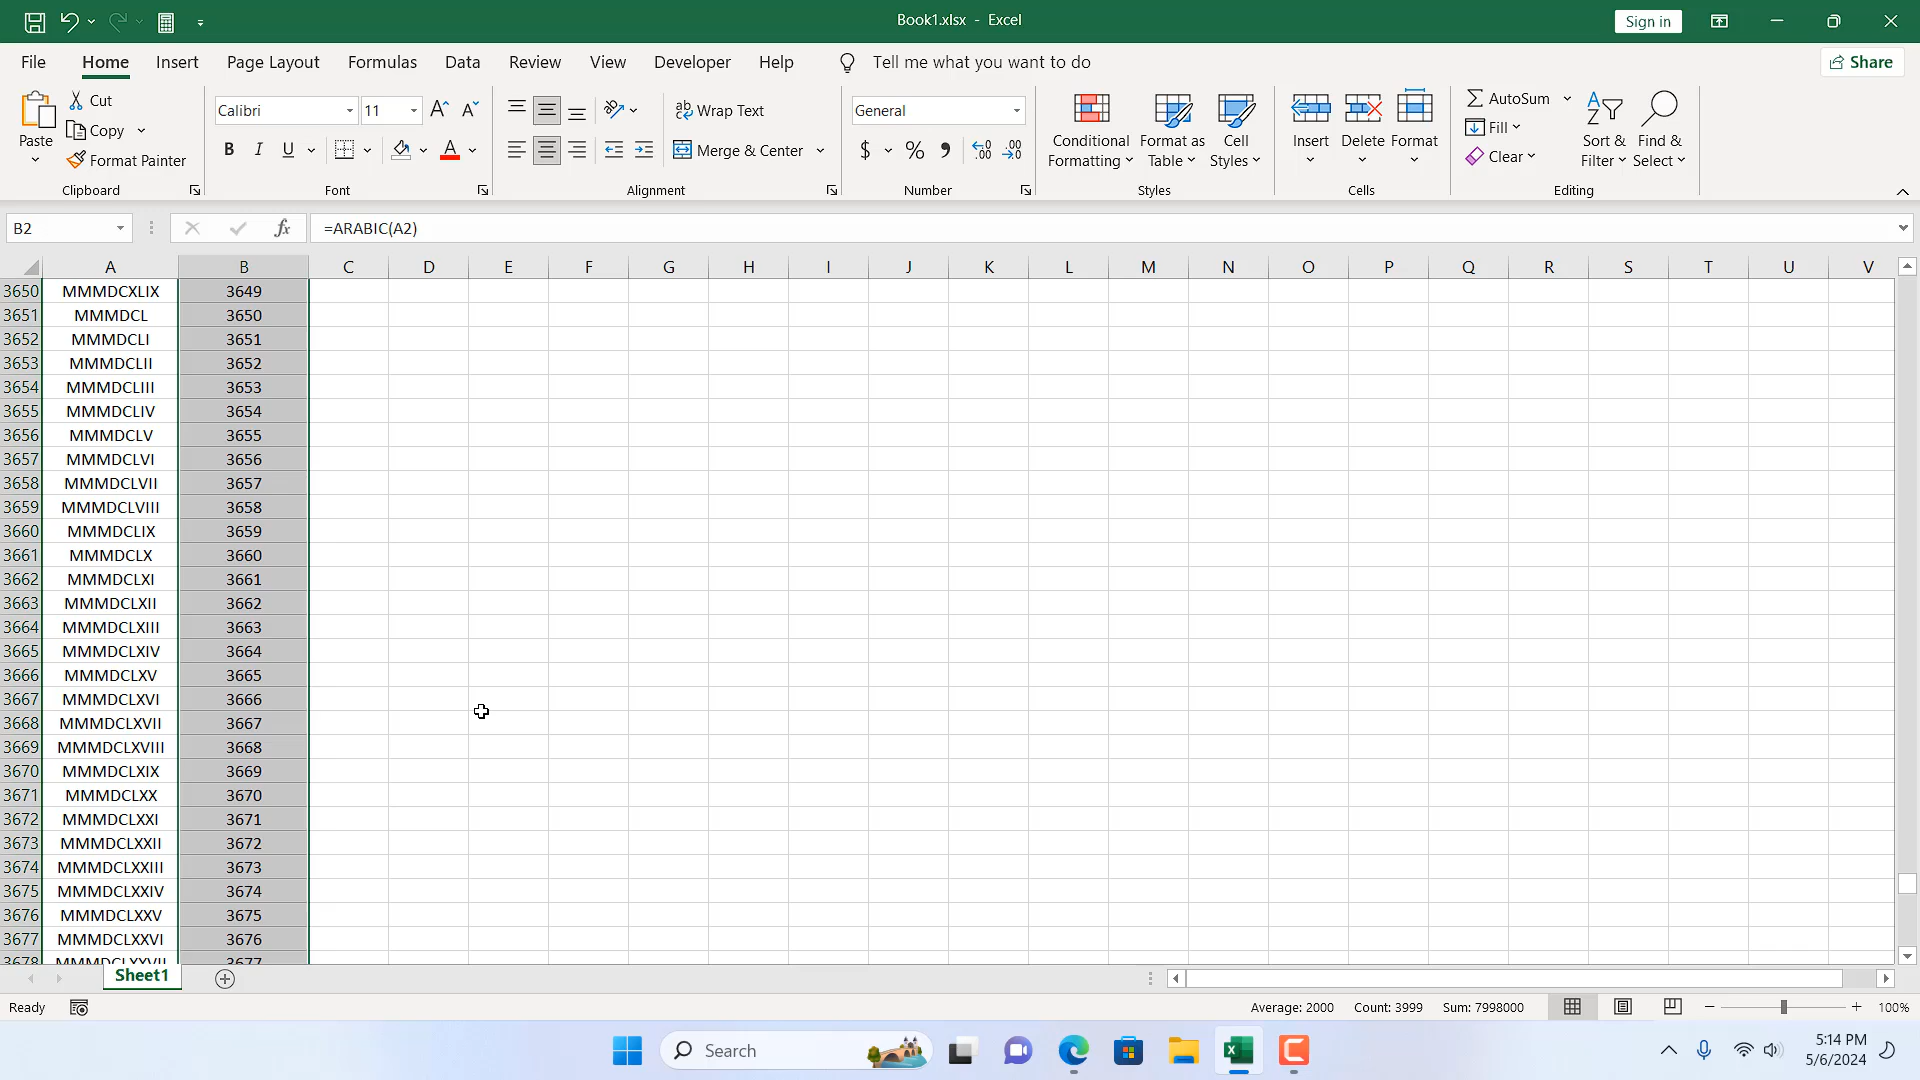 Book1.xlsx - Excel
Sign in
File Home Insert Page Layout Formulas Data Review View Developer Help Tell me what you want to do Share
Paste
Cut
Copy
Format Painter
Clipboard
Calibri 11
B I U A
Font
Wrap Text
Merge & Center
Alignment
General
$ % , .00
Number
Conditional Formatting
Format as Table
Cell Styles
Styles
Insert Delete Format
Cells
AutoSum
Fill
Clear
Sort & Filter
Find & Select
Editing
B2 fx =ARABIC(A2)
A B C D E F G H I J K L M N O P Q R S T U V
3650 MMMDCXLIX 3649
3651 MMMDCL 3650
3652 MMMDCLI 3651
3653 MMMDCLII 3652
3654 MMMDCLIII 3653
3655 MMMDCLIV 3654
3656 MMMDCLV 3655
3657 MMMDCLVI 3656
3658 MMMDCLVII 3657
3659 MMMDCLVIII 3658
3660 MMMDCLIX 3659
3661 MMMDCLX 3660
3662 MMMDCLXI 3661
3663 MMMDCLXII 3662
3664 MMMDCLXIII 3663
3665 MMMDCLXIV 3664
3666 MMMDCLXV 3665
3667 MMMDCLXVI 3666
3668 MMMDCLXVII 3667
3669 MMMDCLXVIII 3668
3670 MMMDCLXIX 3669
3671 MMMDCLXX 3670
3672 MMMDCLXXI 3671
3673 MMMDCLXXII 3672
3674 MMMDCLXXIII 3673
3675 MMMDCLXXIV 3674
3676 MMMDCLXXV 3675
3677 MMMDCLXXVI 3676
3678 MMMDCLXXVII 3677
Sheet1
Ready Average: 2000 Count: 3999 Sum: 7998000 100%
Search
5:14 PM
5/6/2024